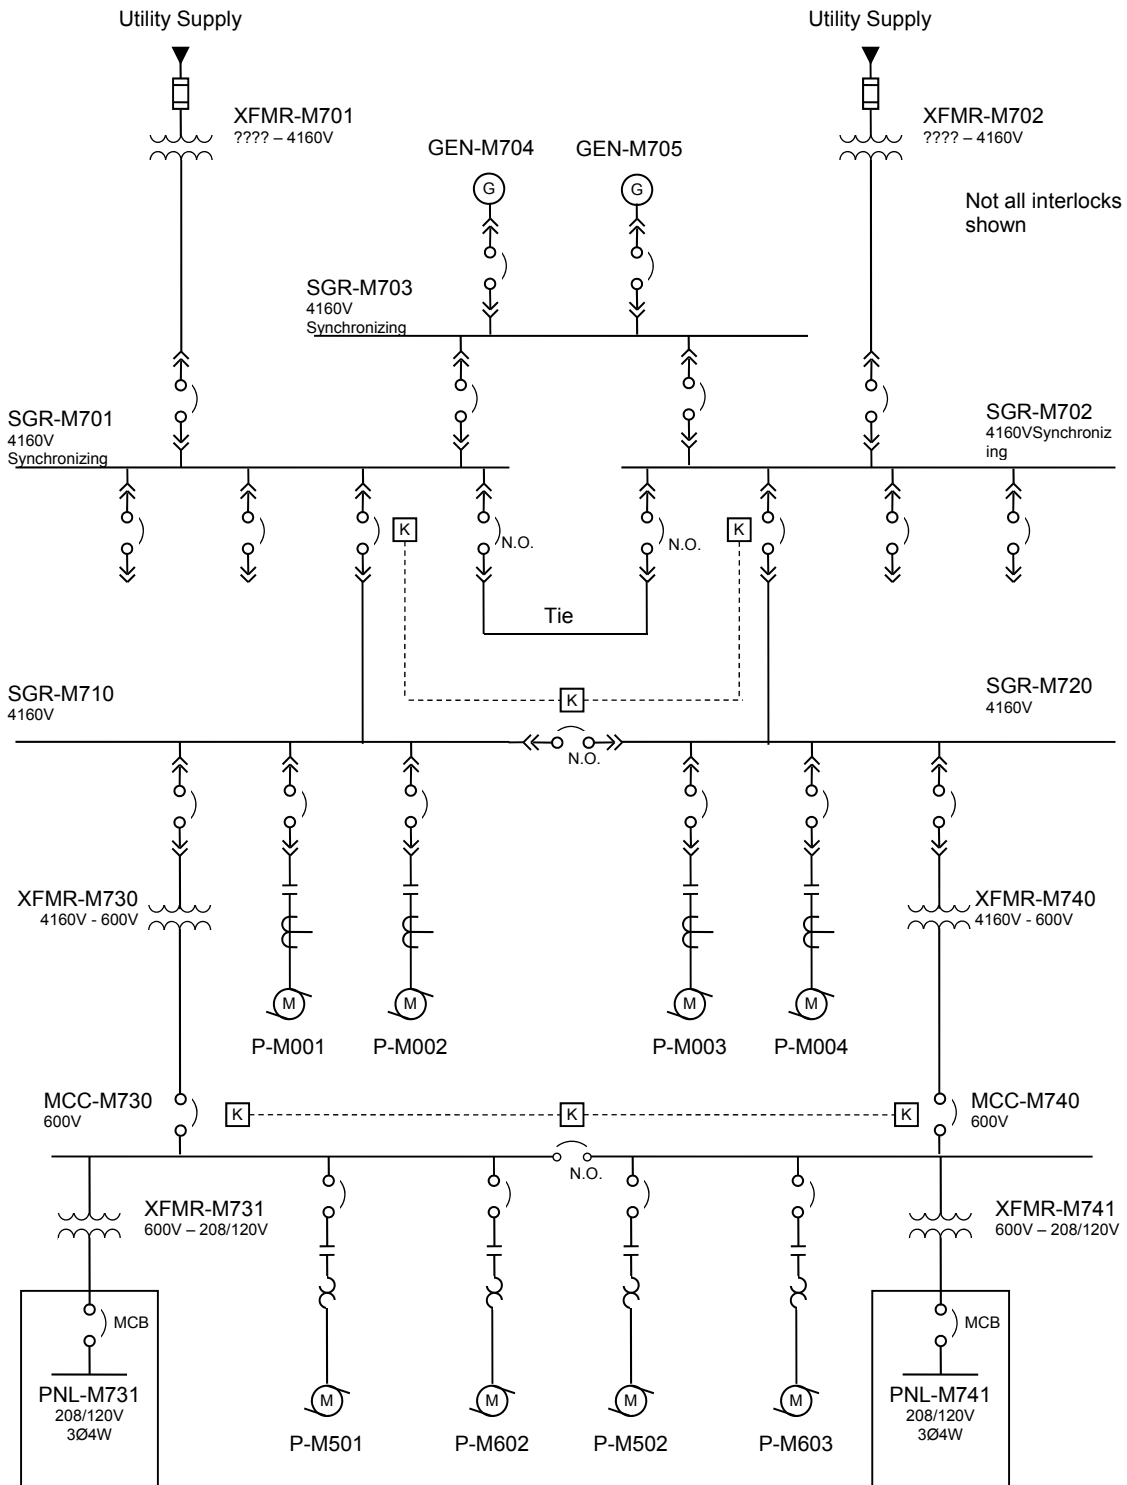 Utility Supply
Utility Supply
XFMR-M701
???? – 4160V
XFMR-M702
???? – 4160V
GEN-M704
GEN-M705
G
G
Not all interlocks
shown
SGR-M703
4160V
Synchronizing
SGR-M701
4160V
Synchronizing
SGR-M702
4160VSynchroniz
ing
K
N.O.
N.O.
K
Tie
SGR-M710
4160V
K
SGR-M720
4160V
N.O.
XFMR-M730
4160V - 600V
XFMR-M740
4160V - 600V
M
M
M
M
P-M001
P-M002
P-M003
P-M004
MCC-M730
600V
K
K
K
MCC-M740
600V
N.O.
XFMR-M731
600V – 208/120V
XFMR-M741
600V – 208/120V
MCB
MCB
PNL-M731
208/120V
3Ø4W
M
M
M
M
PNL-M741
208/120V
3Ø4W
P-M501
P-M602
P-M502
P-M603